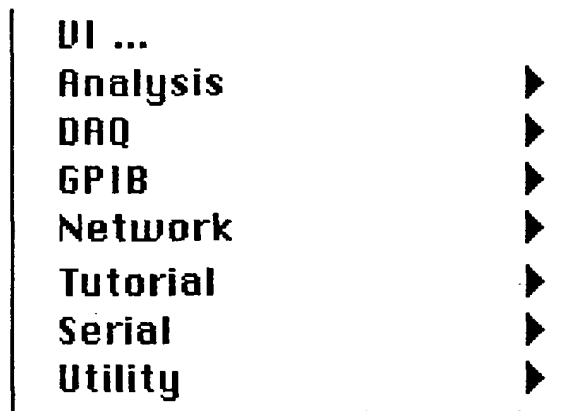 VI ...
Analysis
DAQ
GPIB
Network
Tutorial
Serial
Utility